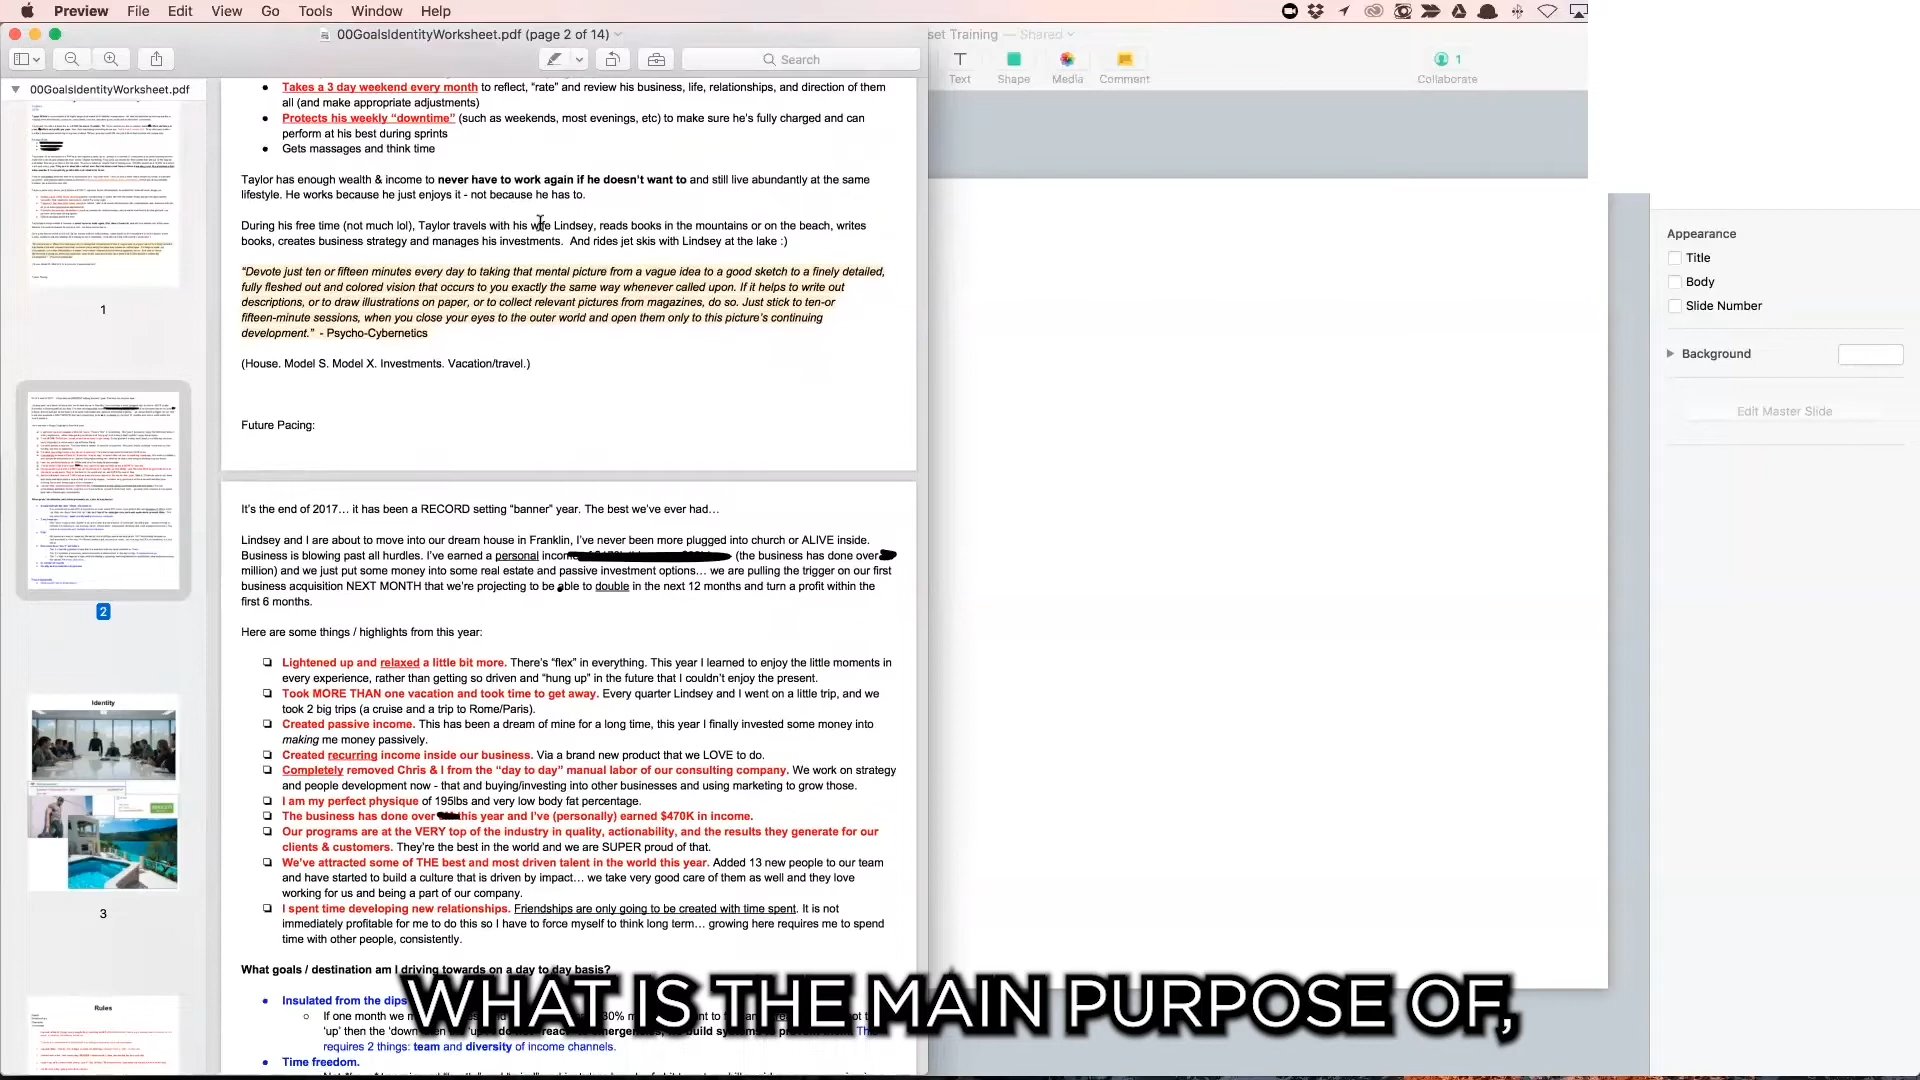 Preview File Edit View Go Tools Window Help
00GoalsIdentityWorksheet.pdf (page 2 of 14)
set Training — Shared
Search
Text Shape Media Comment Collaborate
1
00GoalsIdentityWorksheet.pdf
1
2
Identity
3
Rules
• Takes a 3 day weekend every month to reflect, “rate” and review his business, life, relationships, and direction of them
all (and make appropriate adjustments)
• Protects his weekly “downtime” (such as weekends, most evenings, etc) to make sure he’s fully charged and can
perform at his best during sprints
• Gets massages and think time
Taylor has enough wealth & income to never have to work again if he doesn’t want to and still live abundantly at the same
lifestyle. He works because he just enjoys it - not because he has to.
During his free time (not much lol), Taylor travels with his wife Lindsey, reads books in the mountains or on the beach, writes
books, creates business strategy and manages his investments. And rides jet skis with Lindsey at the lake :)
“Devote just ten or fifteen minutes every day to taking that mental picture from a vague idea to a good sketch to a finely detailed,
fully fleshed out and colored vision that occurs to you exactly the same way whenever called upon. If it helps to write out
descriptions, or to draw illustrations on paper, or to collect relevant pictures from magazines, do so. Just stick to ten-or
fifteen-minute sessions, when you close your eyes to the outer world and open them only to this picture’s continuing
development.” - Psycho-Cybernetics
(House. Model S. Model X. Investments. Vacation/travel.)
Future Pacing:
It’s the end of 2017… it has been a RECORD setting “banner” year. The best we’ve ever had…
Lindsey and I are about to move into our dream house in Franklin, I’ve never been more plugged into church or ALIVE inside.
Business is blowing past all hurdles. I’ve earned a personal income (the business has done over
million) and we just put some money into some real estate and passive investment options… we are pulling the trigger on our first
business acquisition NEXT MONTH that we’re projecting to be able to double in the next 12 months and turn a profit within the
first 6 months.
Here are some things / highlights from this year:
❏ Lightened up and relaxed a little bit more. There’s “flex” in everything. This year I learned to enjoy the little moments in
every experience, rather than getting so driven and “hung up” in the future that I couldn’t enjoy the present.
❏ Took MORE THAN one vacation and took time to get away. Every quarter Lindsey and I went on a little trip, and we
took 2 big trips (a cruise and a trip to Rome/Paris).
❏ Created passive income. This has been a dream of mine for a long time, this year I finally invested some money into
making me money passively.
❏ Created recurring income inside our business. Via a brand new product that we LOVE to do.
❏ Completely removed Chris & I from the “day to day” manual labor of our consulting company. We work on strategy
and people development now - that and buying/investing into other businesses and using marketing to grow those.
❏ I am my perfect physique of 195lbs and very low body fat percentage.
❏ The business has done over this year and I’ve (personally) earned $470K in income.
❏ Our programs are at the VERY top of the industry in quality, actionability, and the results they generate for our
clients & customers. They’re the best in the world and we are SUPER proud of that.
❏ We’ve attracted some of THE best and most driven talent in the world this year. Added 13 new people to our team
and have started to build a culture that is driven by impact… we take very good care of them as well and they love
working for us and being a part of our company.
❏ I spent time developing new relationships. Friendships are only going to be created with time spent. It is not
immediately profitable for me to do this so I have to force myself to think long term… growing here requires me to spend
time with other people, consistently.
What goals / destination am I driving towards on a day to day basis?
• Insulated from the dips
○ If one month we 30%
‘up’ then the ‘down’ build systems
requires 2 things: team and diversity of income channels.
• Time freedom.
WHAT IS THE MAIN PURPOSE OF,
Appearance
Title
Body
Slide Number
Background
Edit Master Slide